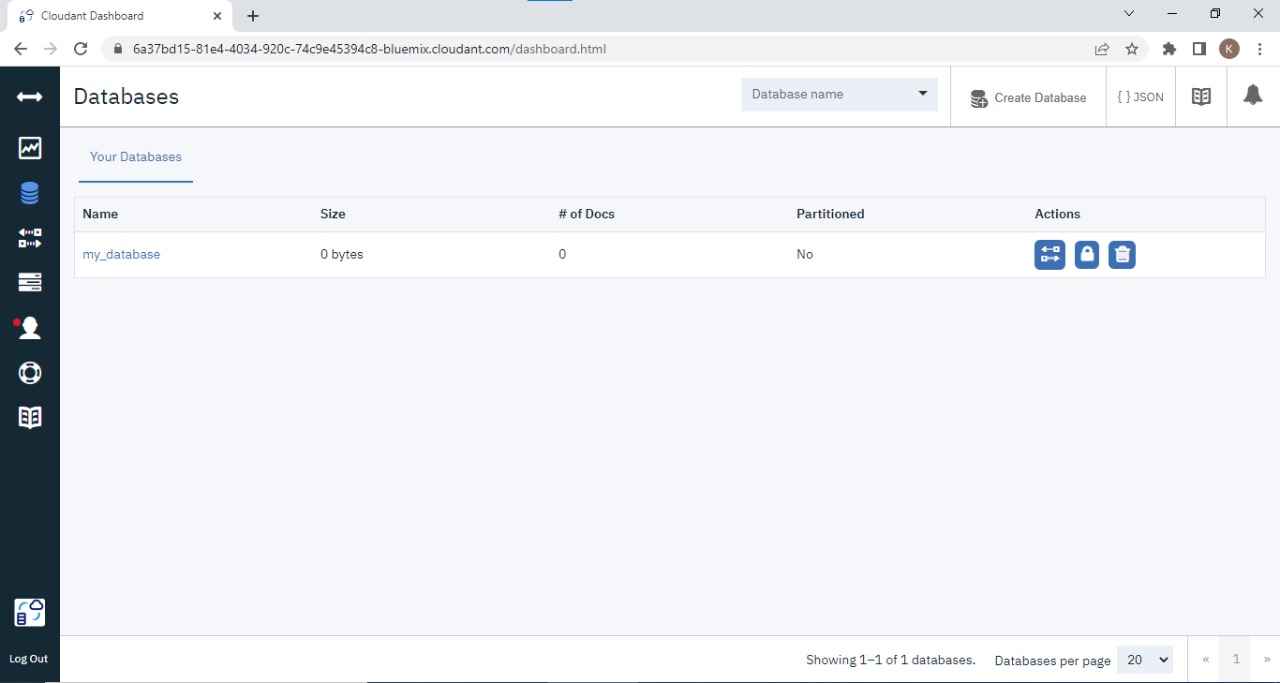 Cloudant Dashboard
6a37bd15-81e4-4034-920c-74c9e45394c8-bluemix.cloudant.com/dashboard.html
K
Databases
Database name
Create Database
{ } JSON
Your Databases
Name Size # of Docs Partitioned Actions
my_database 0 bytes 0 No
Log Out
Showing 1–1 of 1 databases. Databases per page 20 « 1 »